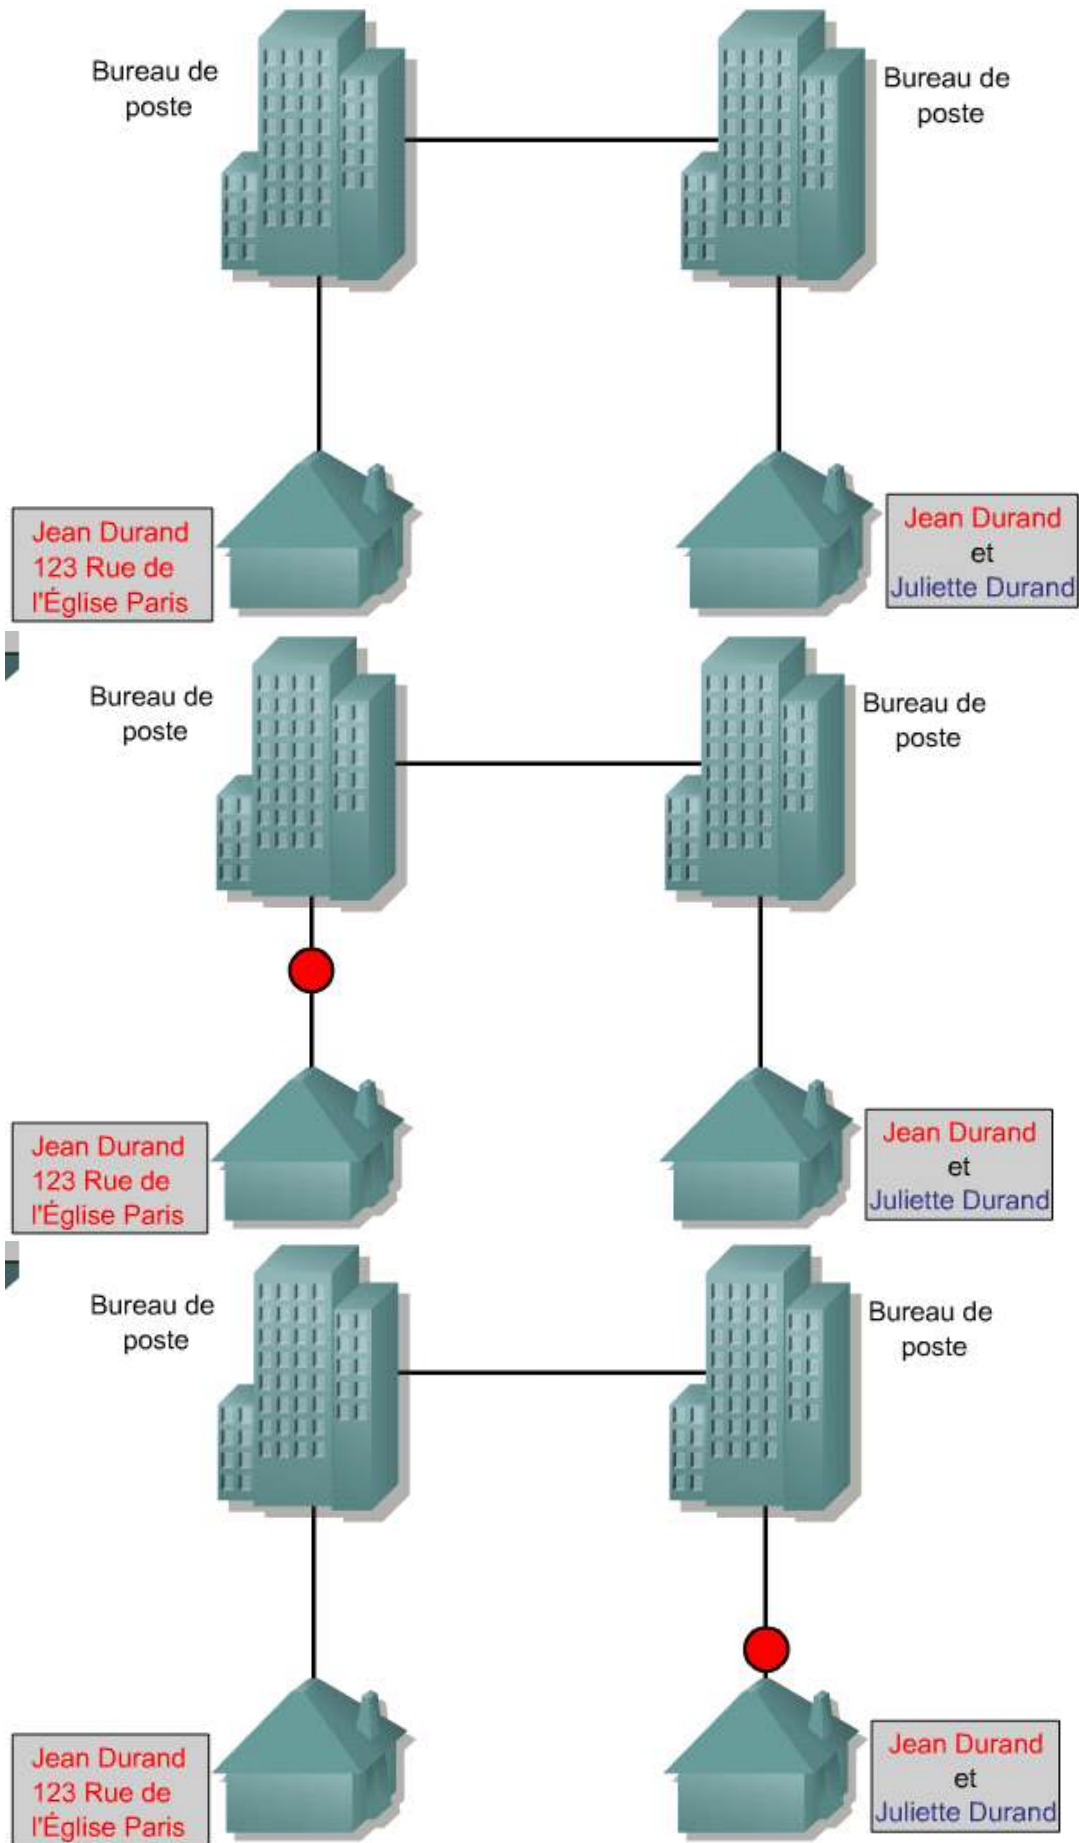 Bureau de
poste
Bureau de
poste
Jean Durand
123 Rue de
l'Église Paris
Jean Durand
et
Juliette Durand
Bureau de
poste
Bureau de
poste
Jean Durand
123 Rue de
l'Église Paris
Jean Durand
et
Juliette Durand
Bureau de
poste
Bureau de
poste
Jean Durand
123 Rue de
l'Église Paris
Jean Durand
et
Juliette Durand